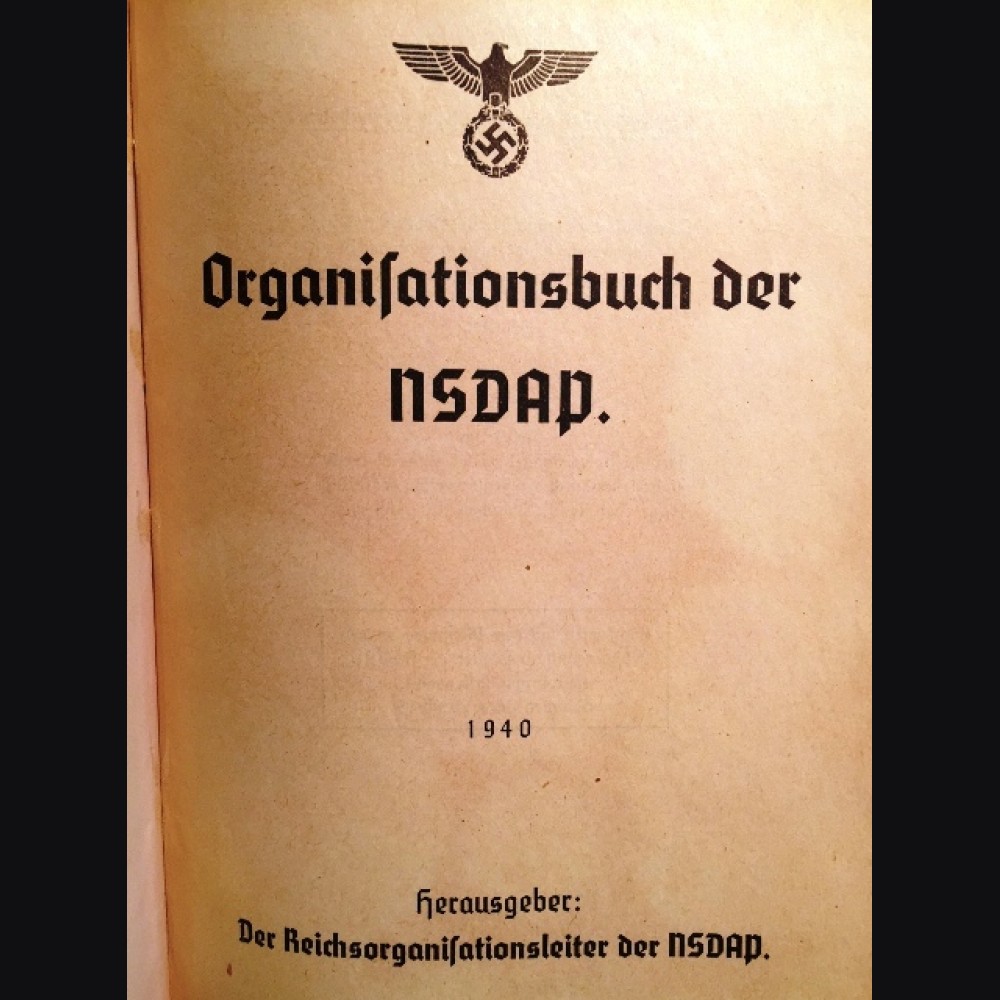 Organiſationsbuch der
NSDAP.
1940
Herausgeber:
Der Reichsorganiſationsleiter der NSDAP.